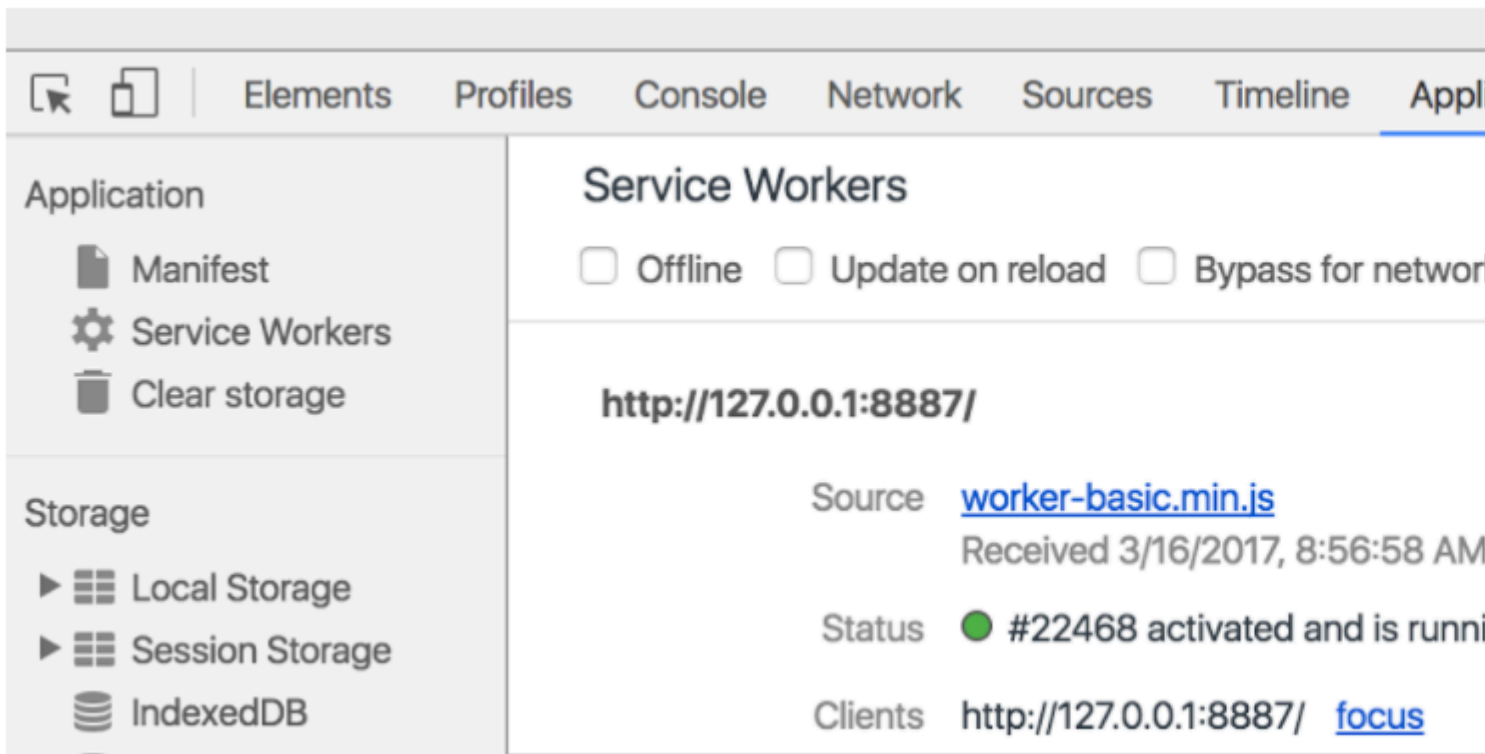 Elements Profiles Console Network Sources Timeline Appli
Application
Manifest
Service Workers
Clear storage
Storage
Local Storage
Session Storage
IndexedDB
Service Workers
Offline Update on reload Bypass for networ
http://127.0.0.1:8887/
Source worker-basic.min.js
Received 3/16/2017, 8:56:58 AM
Status #22468 activated and is runni
Clients http://127.0.0.1:8887/ focus